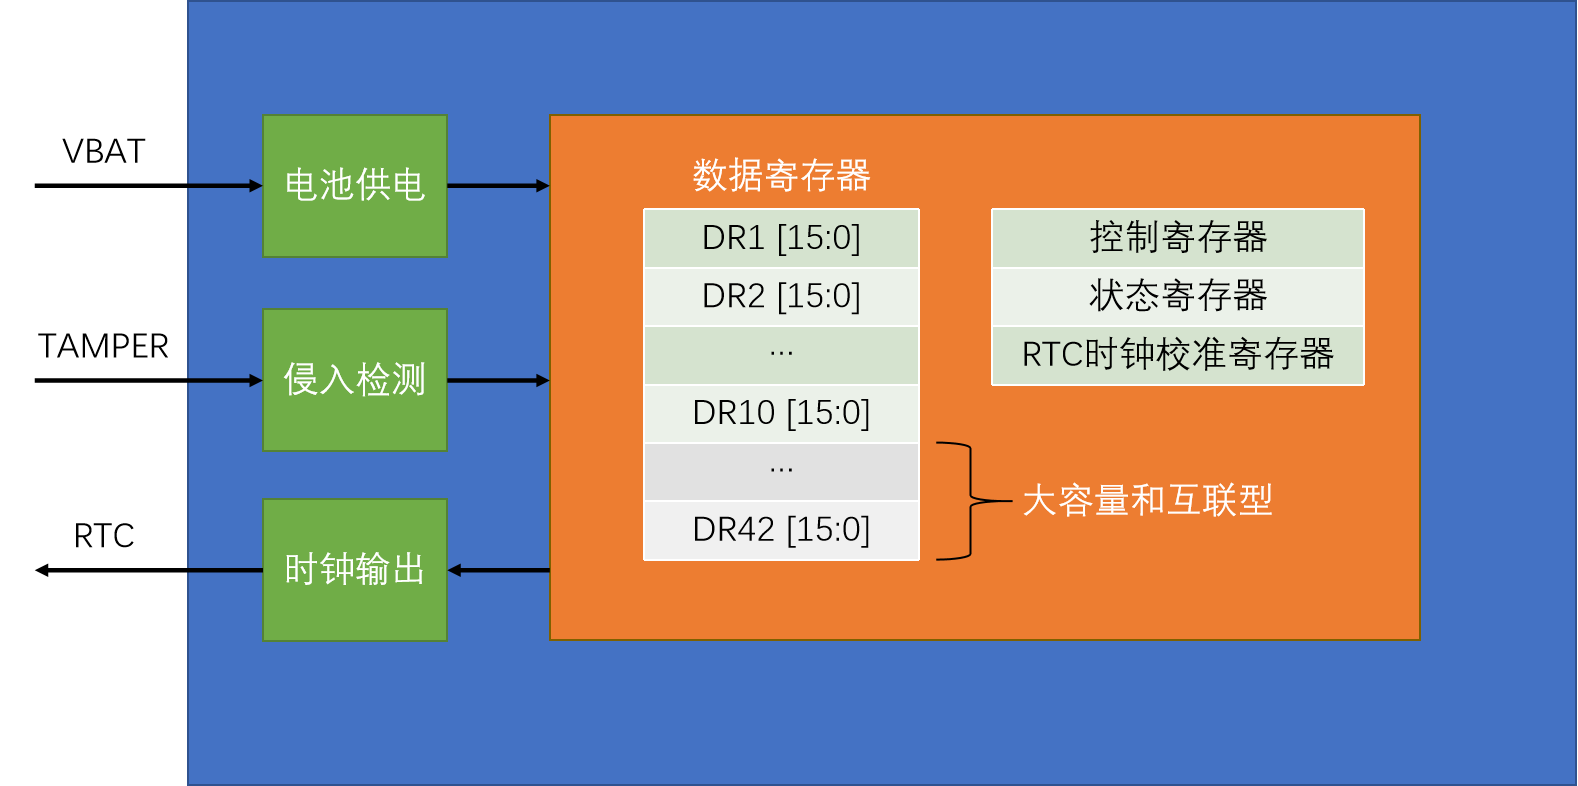 VBAT
电池供电
TAMPER
侵入检测
RTC
时钟输出
数据寄存器
DR1 [15:0]
DR2 [15:0]
...
DR10 [15:0]
...
DR42 [15:0]
控制寄存器
状态寄存器
RTC时钟校准寄存器
大容量和互联型